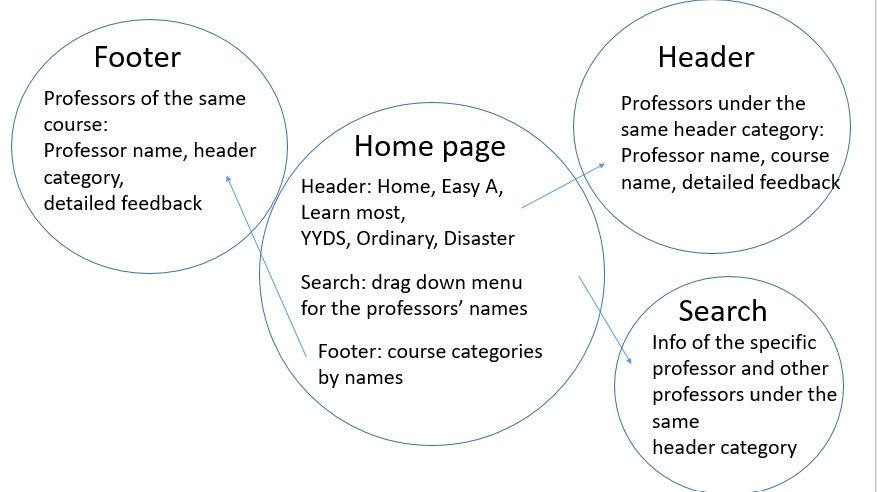 Footer
Professors of the same
course:
Professor name, header
category,
detailed feedback
Home page
Header: Home, Easy A,
Learn most,
YYDS, Ordinary, Disaster
Search: drag down menu
for the professors’ names
Footer: course categories
by names
Header
Professors under the
same header category:
Professor name, course
name, detailed feedback
Search
Info of the specific
professor and other
professors under the
same
header category